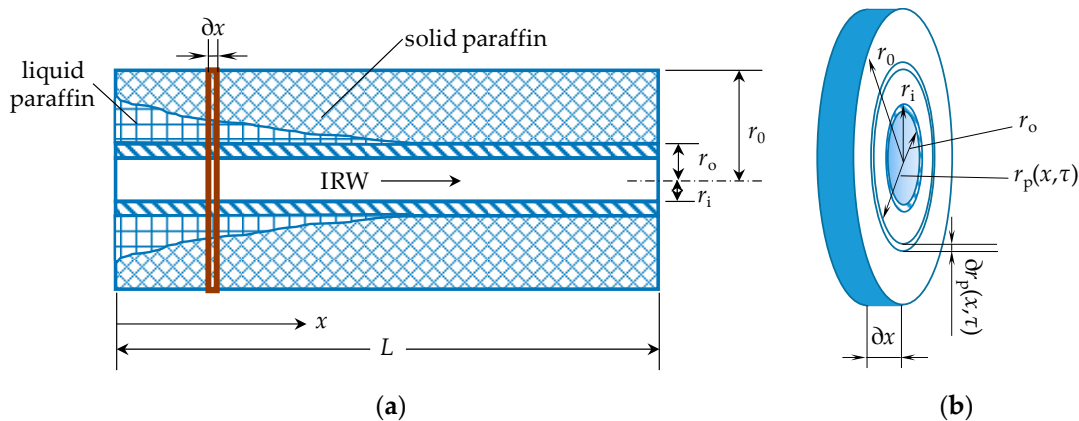 ∂x
solid paraffin
liquid
paraffin
r₀
rₒ
IRW
rᵢ
x
L
(a)
r₀
rᵢ
rₒ
rₚ(x,τ)
∂rₚ(x,τ)
∂x
(b)